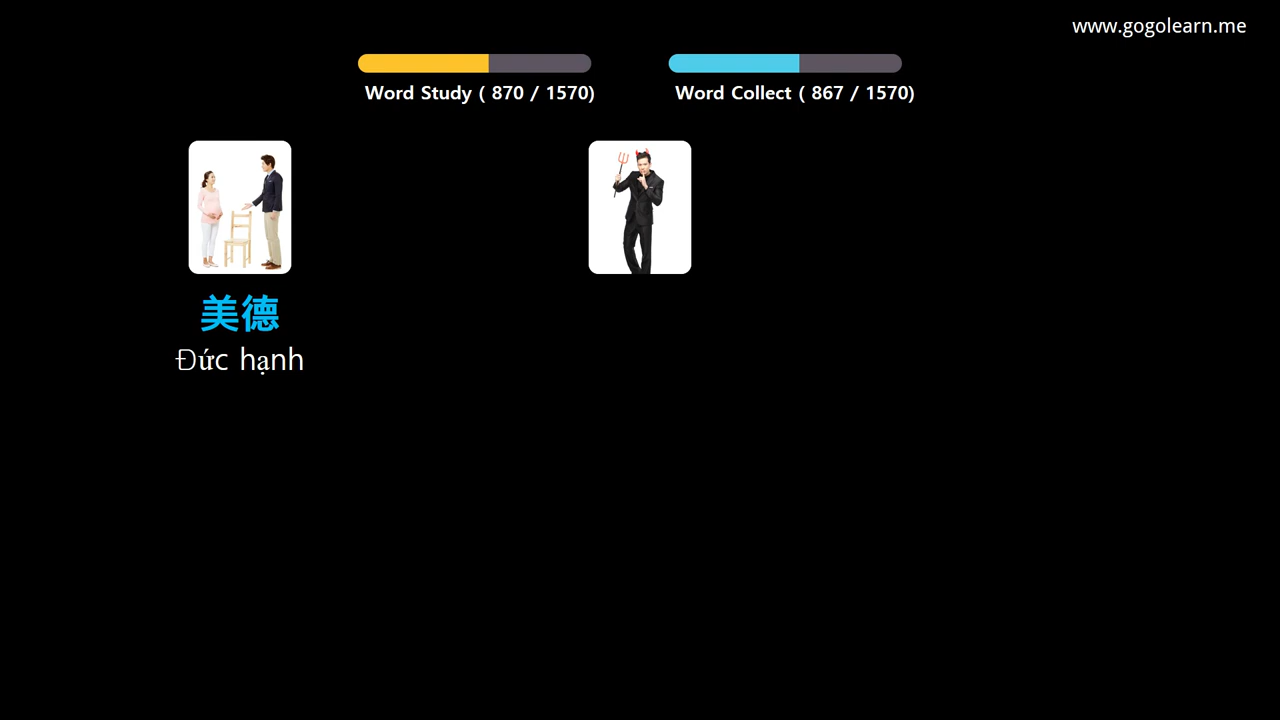 www.gogolearn.me
Word Study ( 870 / 1570)
Word Collect ( 867 / 1570)
美德
Đức hạnh